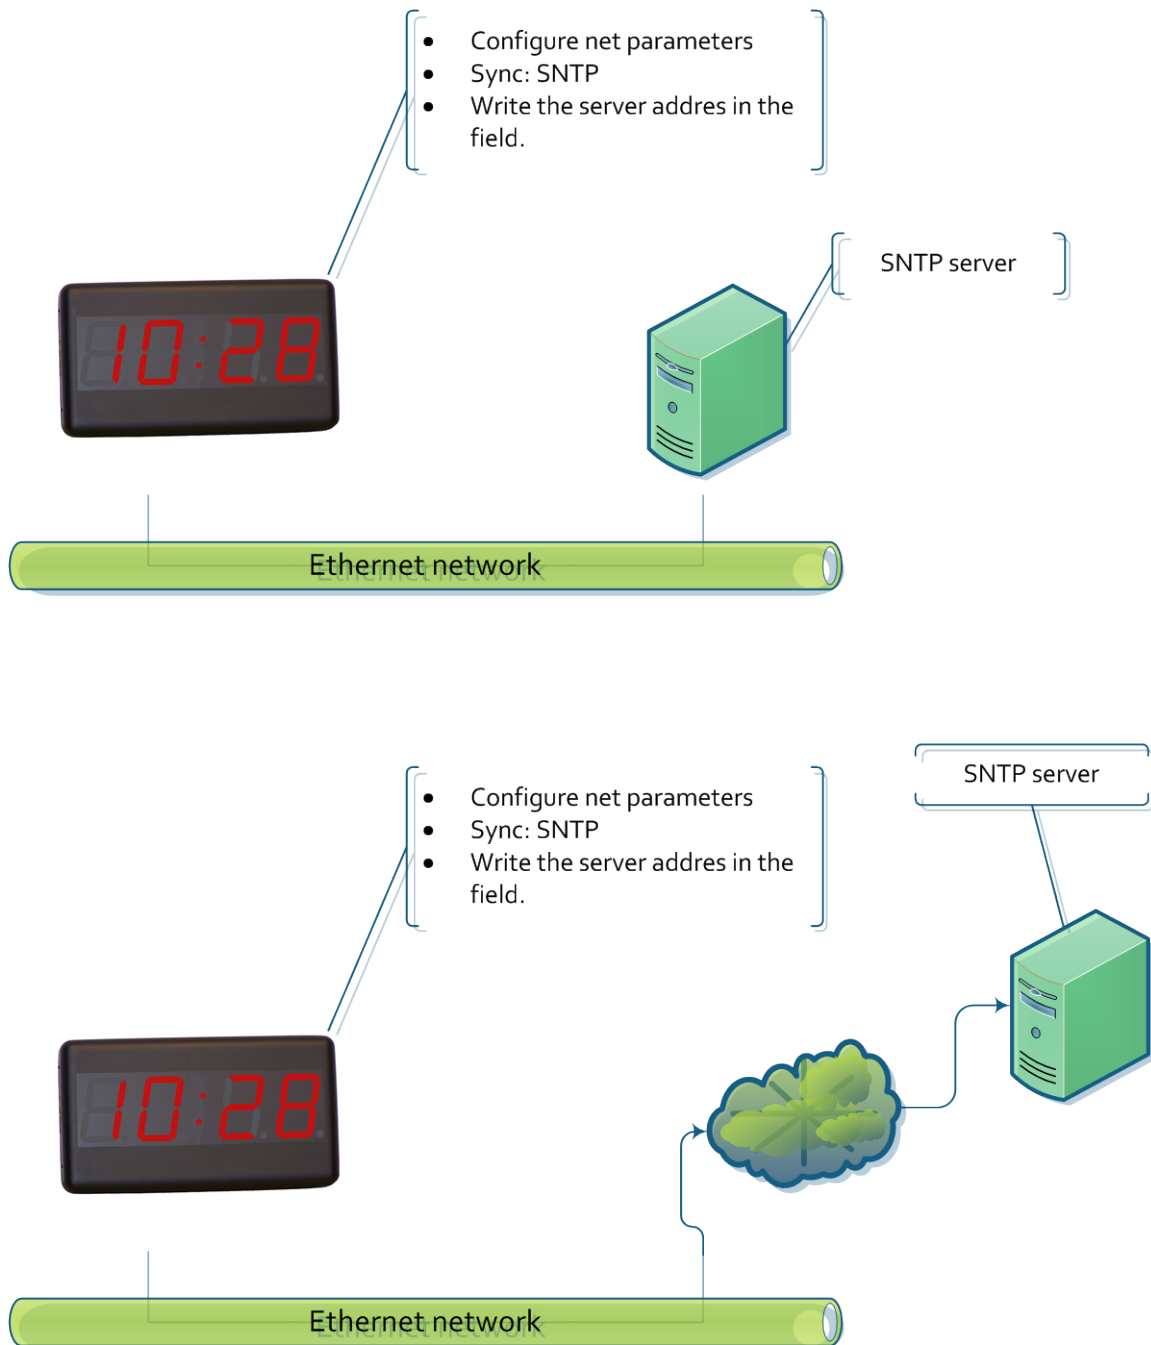 • Configure net parameters
• Sync: SNTP
• Write the server addres in the
field.
SNTP server
10:28
Ethernet network
SNTP server
• Configure net parameters
• Sync: SNTP
• Write the server addres in the
field.
10:28
Ethernet network